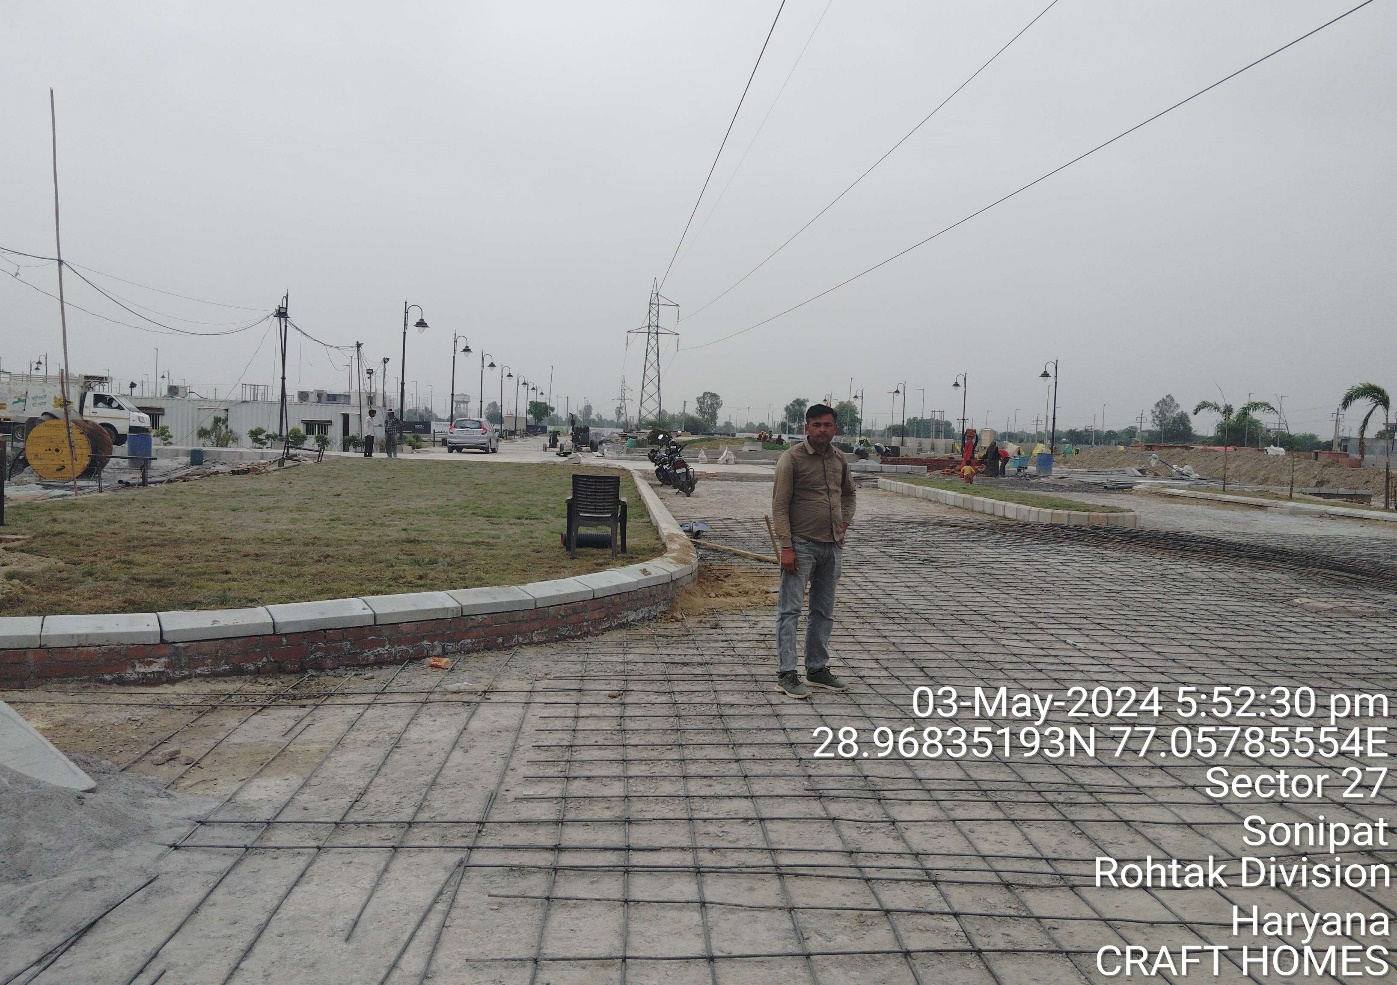 03-May-2024 5:52:30 pm
28.96835193N 77.05785554E
Sector 27
Sonipat
Rohtak Division
Haryana
CRAFT HOMES